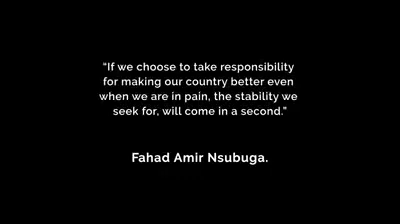 “If we choose to take responsibility
for making our country better even
when we are in pain, the stability we
seek for, will come in a second.”
Fahad Amir Nsubuga.